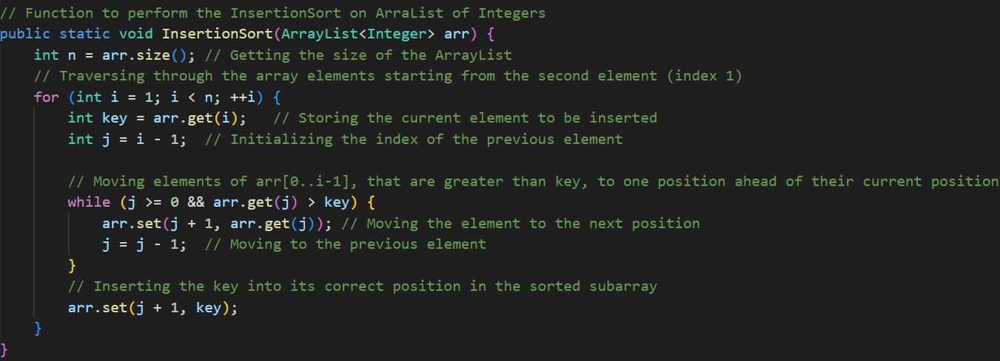 // Function to perform the InsertionSort on ArraList of Integers
public static void InsertionSort(ArrayList<Integer> arr) {
    int n = arr.size(); // Getting the size of the ArrayList
    // Traversing through the array elements starting from the second element (index 1)
    for (int i = 1; i < n; ++i) {
        int key = arr.get(i);   // Storing the current element to be inserted
        int j = i - 1;  // Initializing the index of the previous element

        // Moving elements of arr[0..i-1], that are greater than key, to one position ahead of their current position
        while (j >= 0 && arr.get(j) > key) {
            arr.set(j + 1, arr.get(j)); // Moving the element to the next position
            j = j - 1;  // Moving to the previous element
        }
        // Inserting the key into its correct position in the sorted subarray
        arr.set(j + 1, key);
    }
}